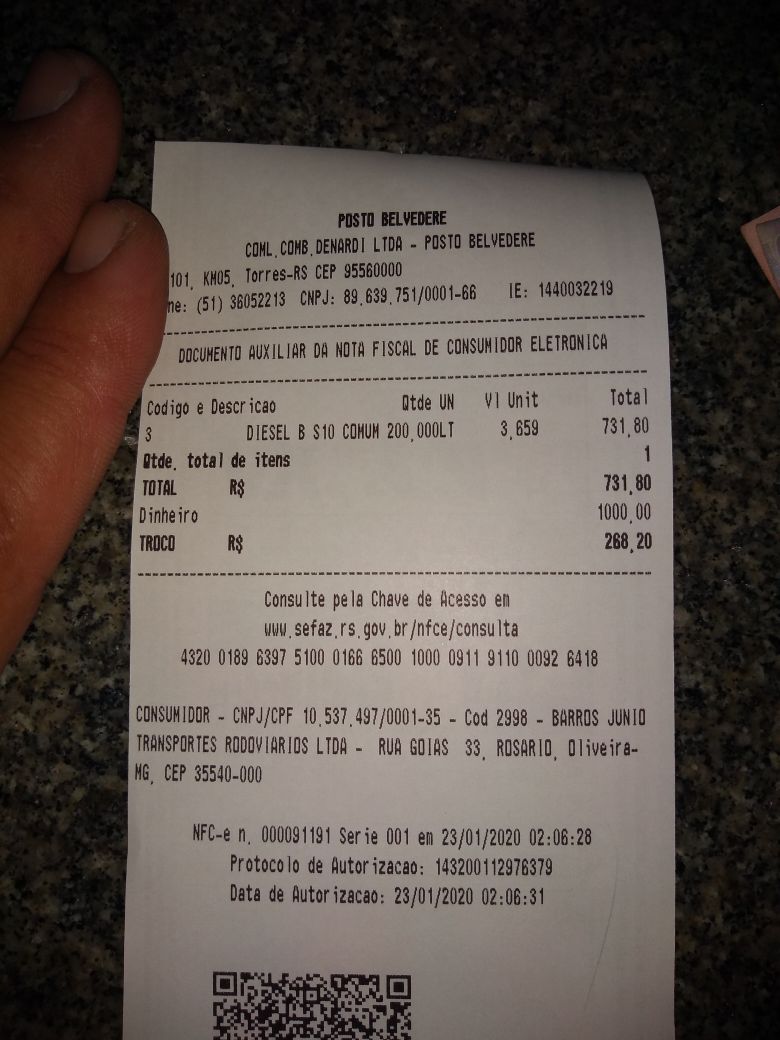 POSTO BELVEDERE
COML.COMB.DENARDI LTDA - POSTO BELVEDERE
101, KM05, Torres-RS CEP 95560000
ne: (51) 36052213 CNPJ: 89.639.751/0001-66 IE: 1440032219
DOCUMENTO AUXILIAR DA NOTA FISCAL DE CONSUMIDOR ELETRONICA
Codigo e Descricao Qtde UN Vl Unit Total
3 DIESEL B S10 COMUM 200,000LT 3,659 731,80
Qtde. total de itens 1
TOTAL R$ 731,80
Dinheiro 1000,00
TROCO R$ 268,20
Consulte pela Chave de Acesso em
www.sefaz.rs.gov.br/nfce/consulta
4320 0189 6397 5100 0166 6500 1000 0911 9110 0092 6418
CONSUMIDOR - CNPJ/CPF 10.537.497/0001-35 - Cod 2998 - BARROS JUNIO
TRANSPORTES RODOVIARIOS LTDA - RUA GOIAS 33, ROSARIO, Oliveira-
MG, CEP 35540-000
NFC-e n. 000091191 Serie 001 em 23/01/2020 02:06:28
Protocolo de Autorizacao: 143200112976379
Data de Autorizacao: 23/01/2020 02:06:31